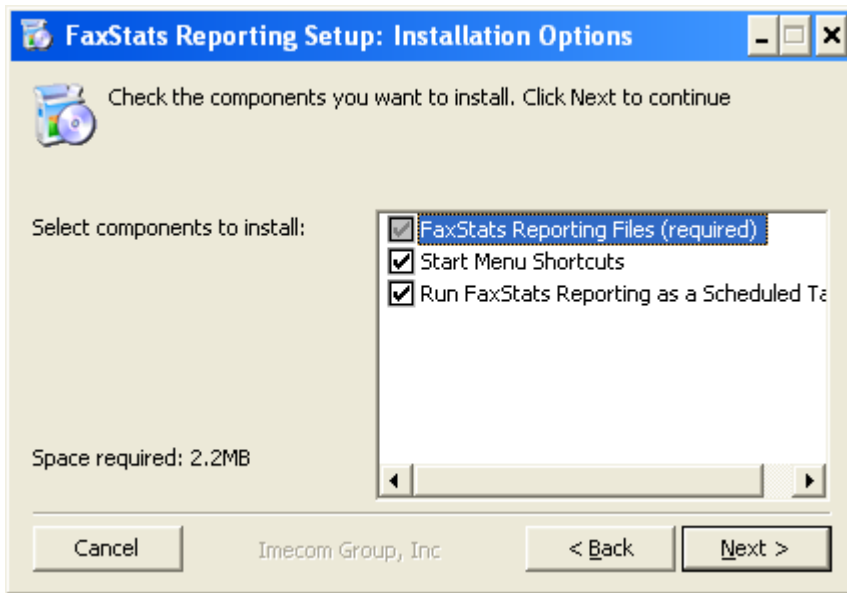 FaxStats Reporting Setup: Installation Options
Check the components you want to install. Click Next to continue
Select components to install:
FaxStats Reporting Files (required)
Start Menu Shortcuts
Run FaxStats Reporting as a Scheduled Ta
Space required: 2.2MB
Cancel
Imecom Group, Inc
< Back
Next >